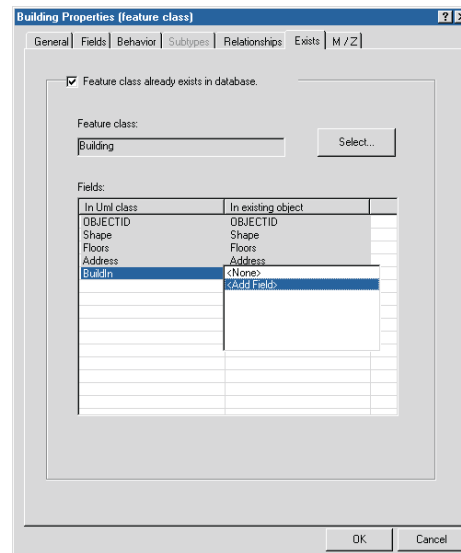 Building Properties (feature class)
General Fields Behavior Subtypes Relationships Exists M / Z
Feature class already exists in database.
Feature class:
Building
Select...
Fields:
In Uml class In existing object
OBJECTID OBJECTID
Shape Shape
Floors Floors
Address Address
BuildIn <None>
<Add Field>
OK Cancel